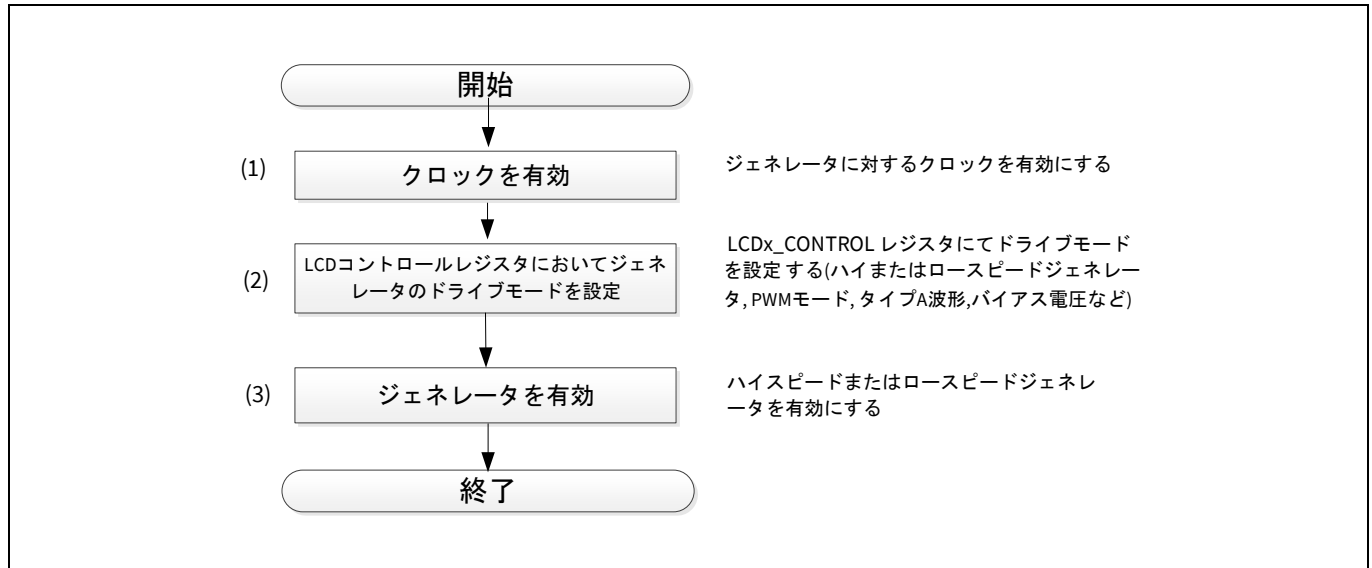 開始
(1)
クロックを有効
ジェネレータに対するクロックを有効にする
(2)
LCDコントロールレジスタにおいてジェネ
レータのドライブモードを設定
LCDx_CONTROL レジスタにてドライブモード
を設定 する(ハイまたはロースピードジェネレー
タ, PWMモード, タイプA波形,バイアス電圧など)
(3)
ジェネレータを有効
ハイスピードまたはロースピードジェネレ
ータを有効にする
終了